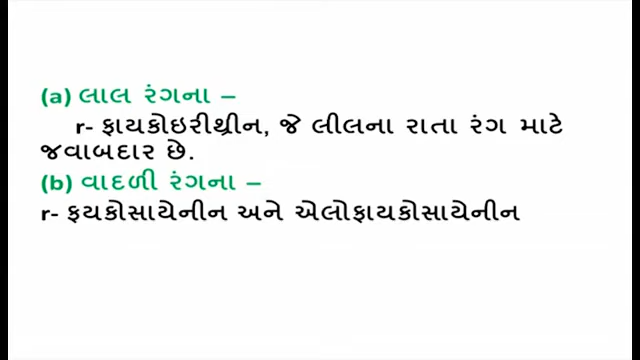 (a) લાલ રંગના –
r- ફાયકોઇરીથ્રીન, જે લીલના રાતા રંગ માટે
જવાબદાર છે.
(b) વાદળી રંગના –
r- ફયકોસાયેનીન અને એલોફાયકોસાયેનીન